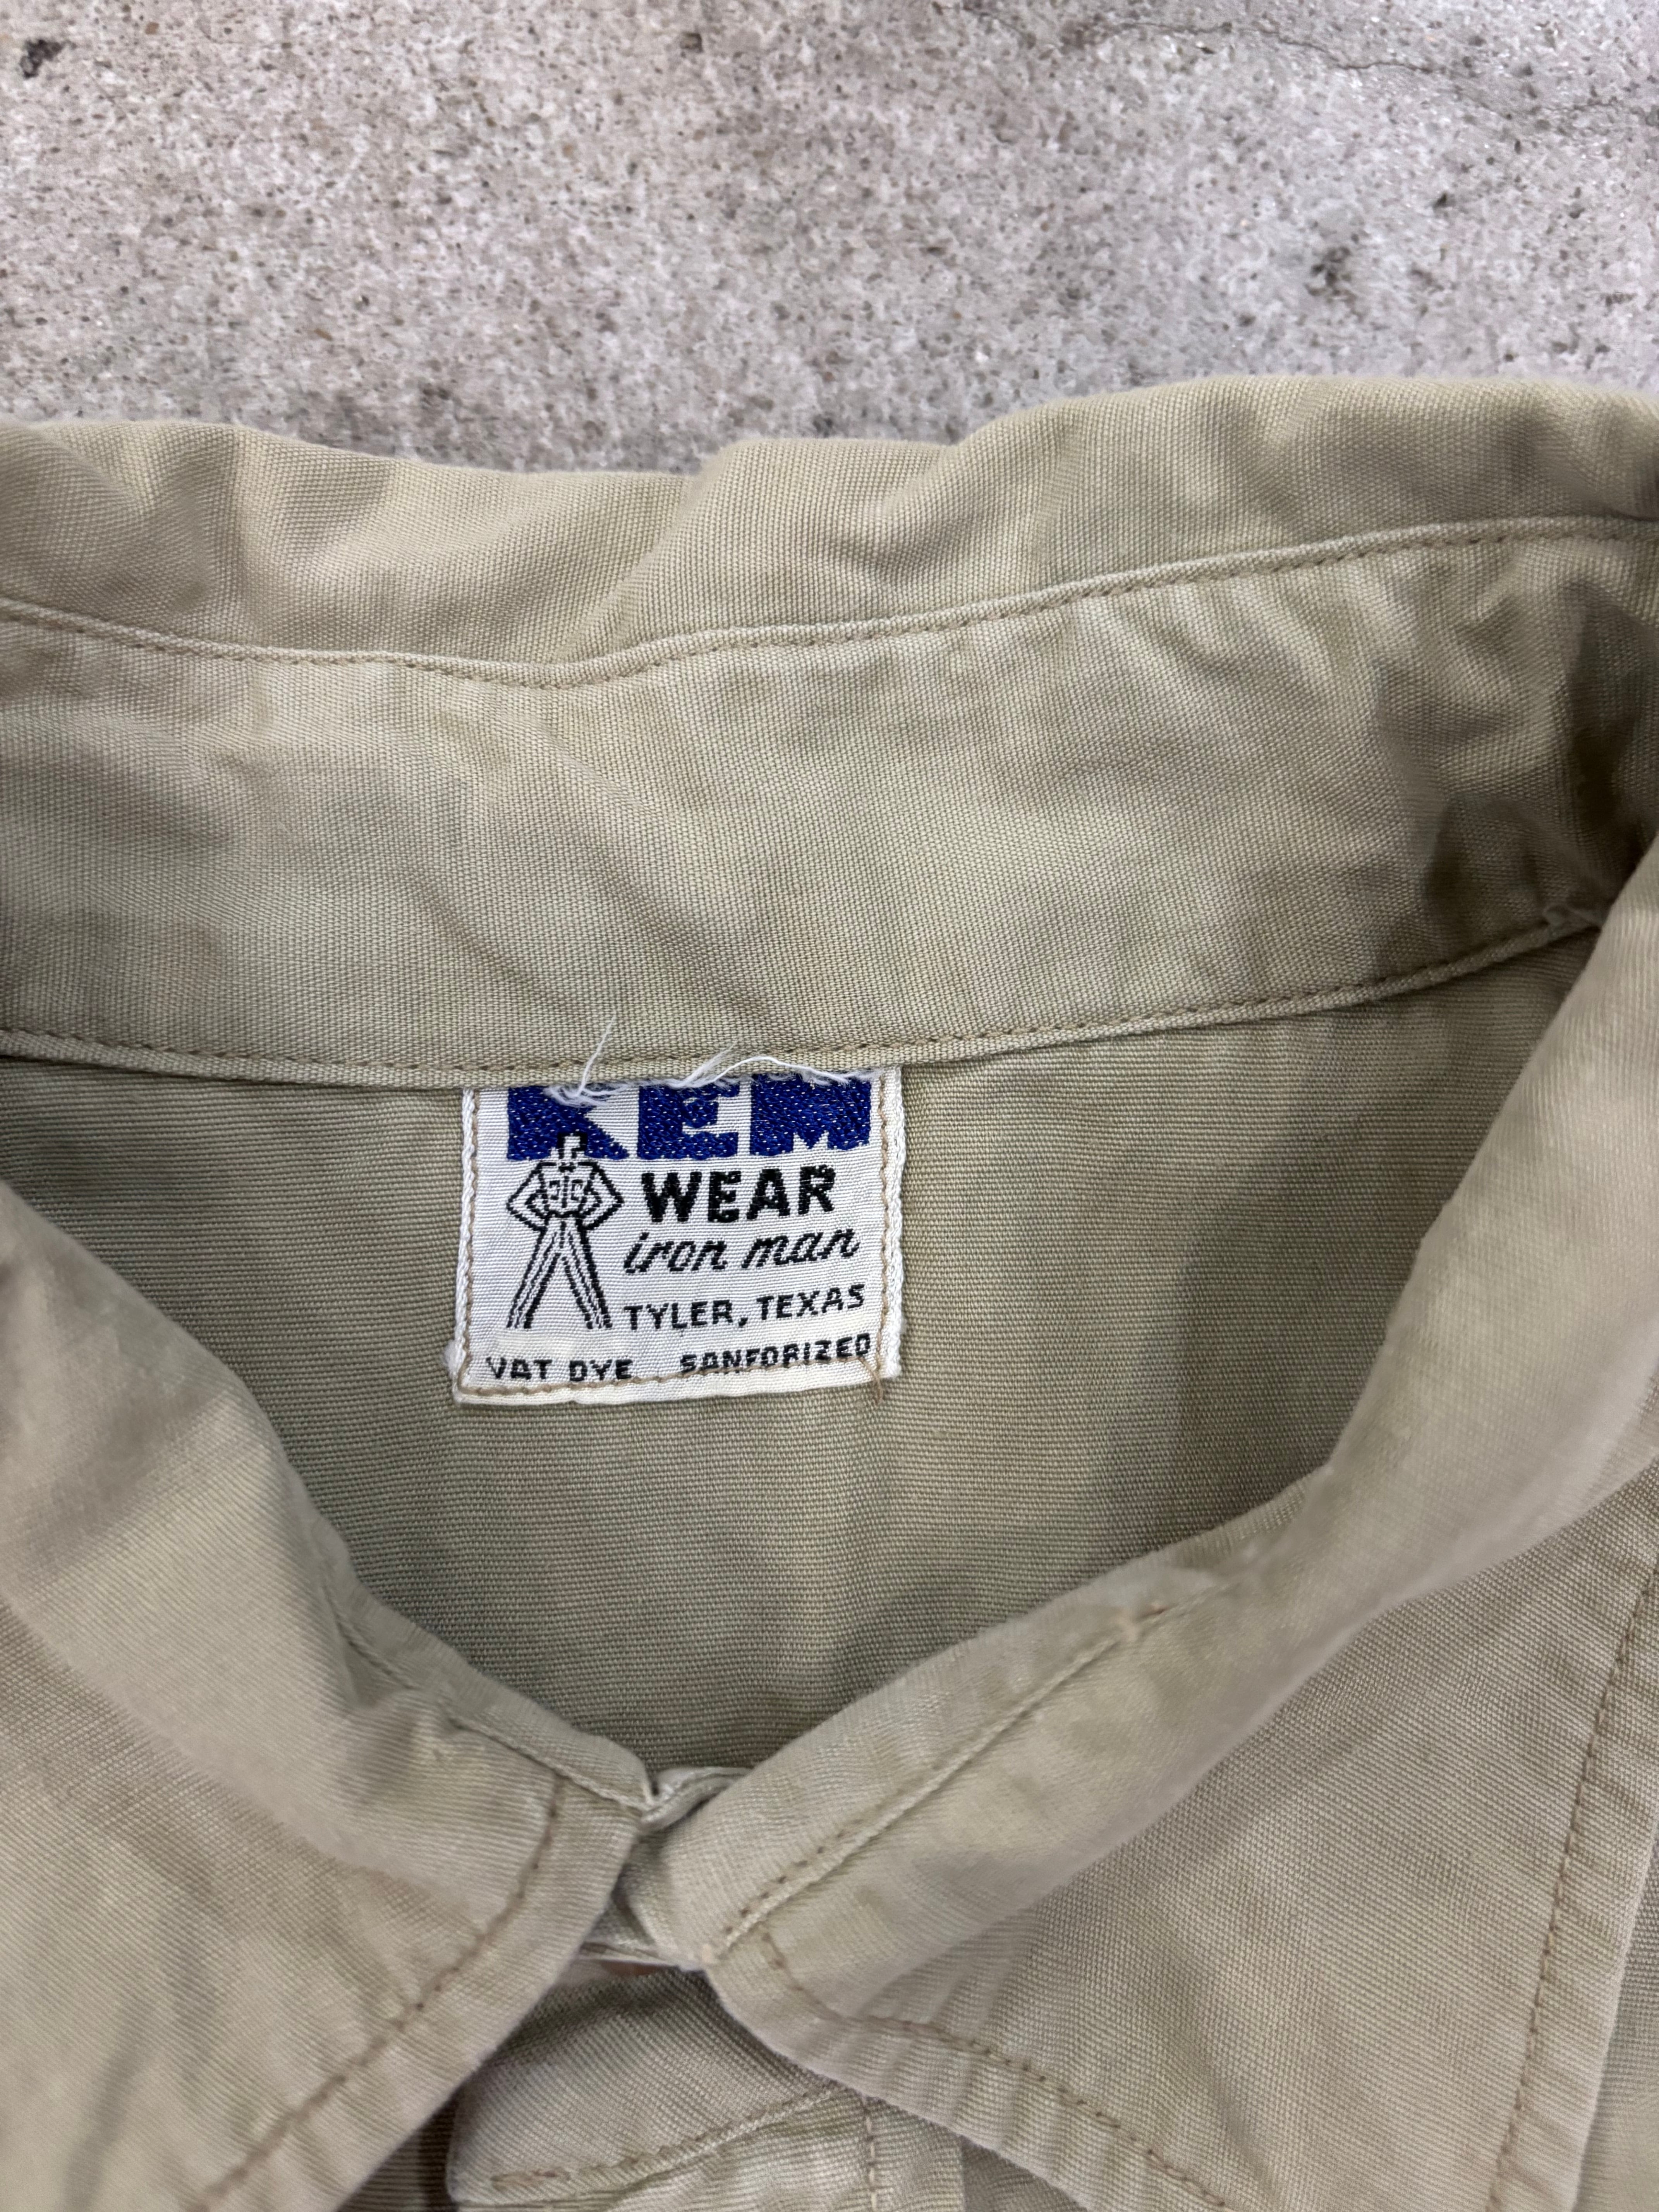 KEM
WEAR
iron man
TYLER, TEXAS
VAT DYE SANFORIZED